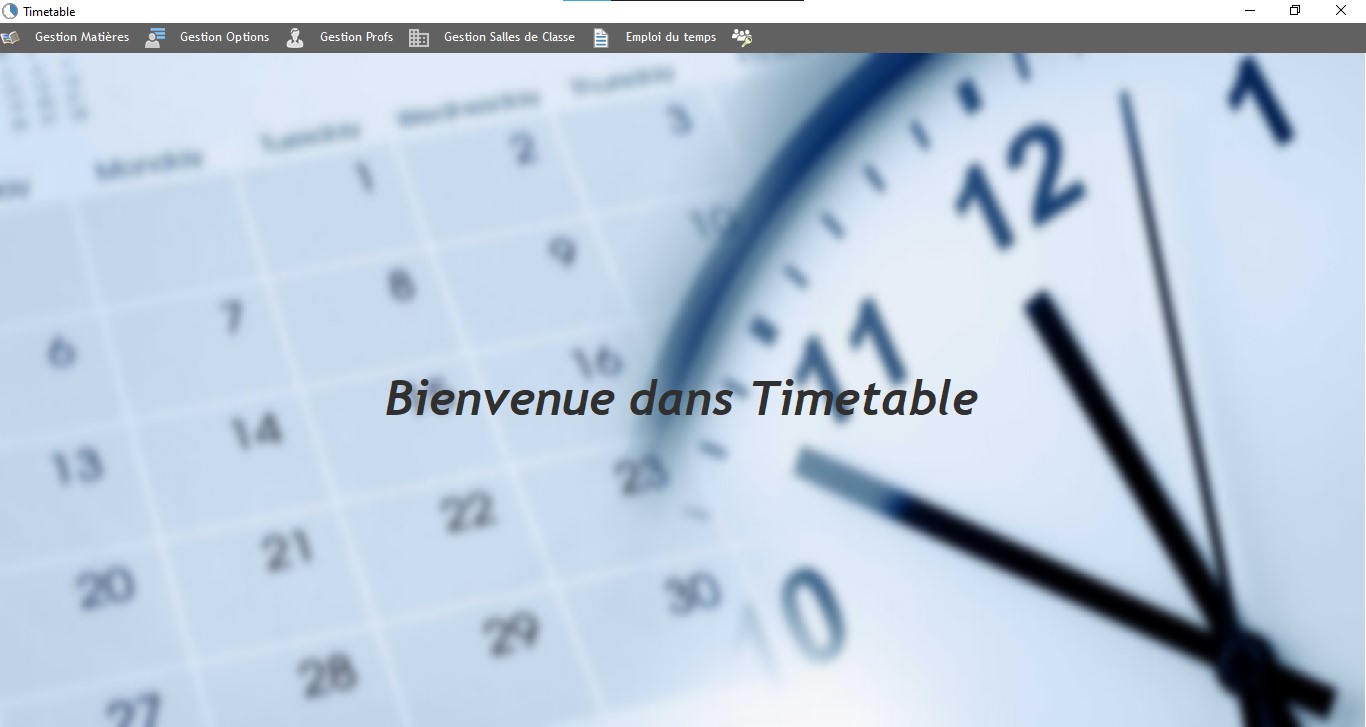 Timetable
Gestion Matières Gestion Options Gestion Profs Gestion Salles de Classe Emploi du temps
Monday Tuesday Wednesday Thursday
1 2 3
6 7 8 9 10
13 14 16
20 21 22 23
27 28 29 30
12 1
11
Bienvenue dans Timetable